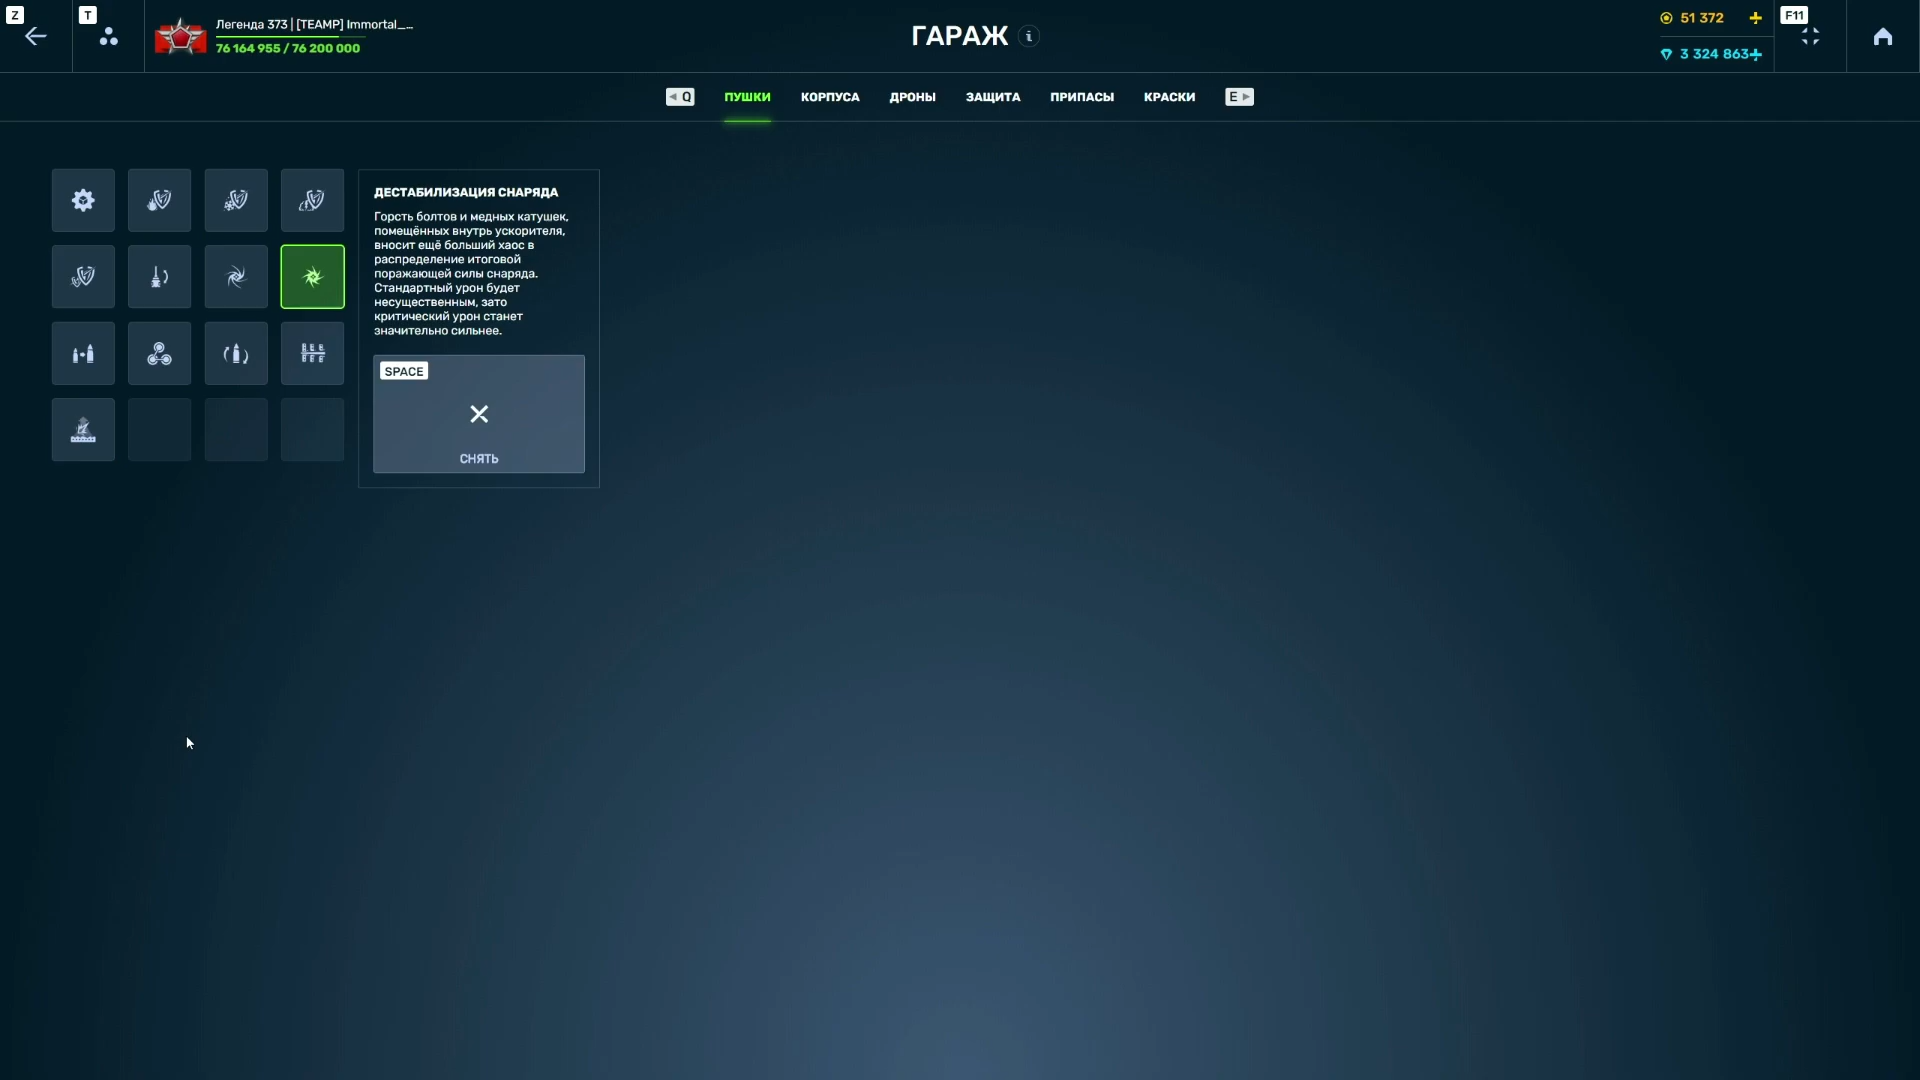 Z
T
Легенда 373 | [TEAMP] Immortal_...
76 164 955 / 76 200 000
ГАРАЖ
51 372
3 324 863
F11
Q
ПУШКИ
КОРПУСА
ДРОНЫ
ЗАЩИТА
ПРИПАСЫ
КРАСКИ
E
ДЕСТАБИЛИЗАЦИЯ СНАРЯДА
Горсть болтов и медных катушек,
помещённых внутрь ускорителя,
вносит ещё больший хаос в
распределение итоговой
поражающей силы снаряда.
Стандартный урон будет
несущественным, зато
критический урон станет
значительно сильнее.
SPACE
СНЯТЬ